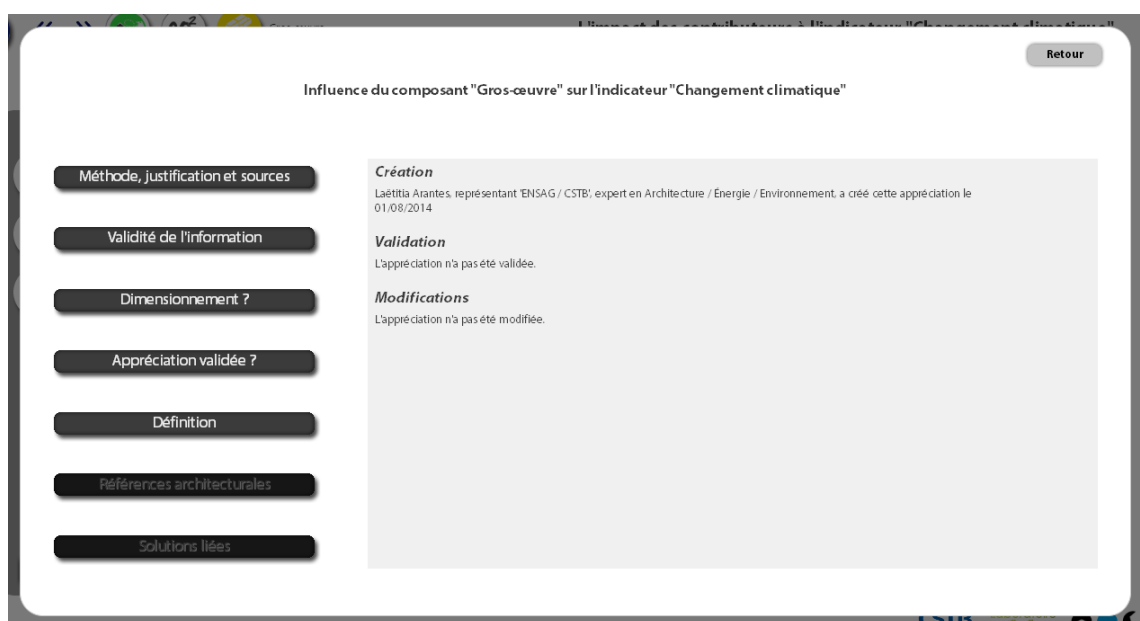 Retour
Influence du composant "Gros-œuvre" sur l'indicateur "Changement climatique"
Méthode, justification et sources
Validité de l'information
Dimensionnement ?
Appréciation validée ?
Définition
Références architecturales
Solutions liées
Création
Laëtitia Arantes, représentant 'ENSAG / CSTB', expert en Architecture / Énergie / Environnement, a créé cette appréciation le
01/08/2014
Validation
L'appréciation n'a pas été validée.
Modifications
L'appréciation n'a pas été modifiée.